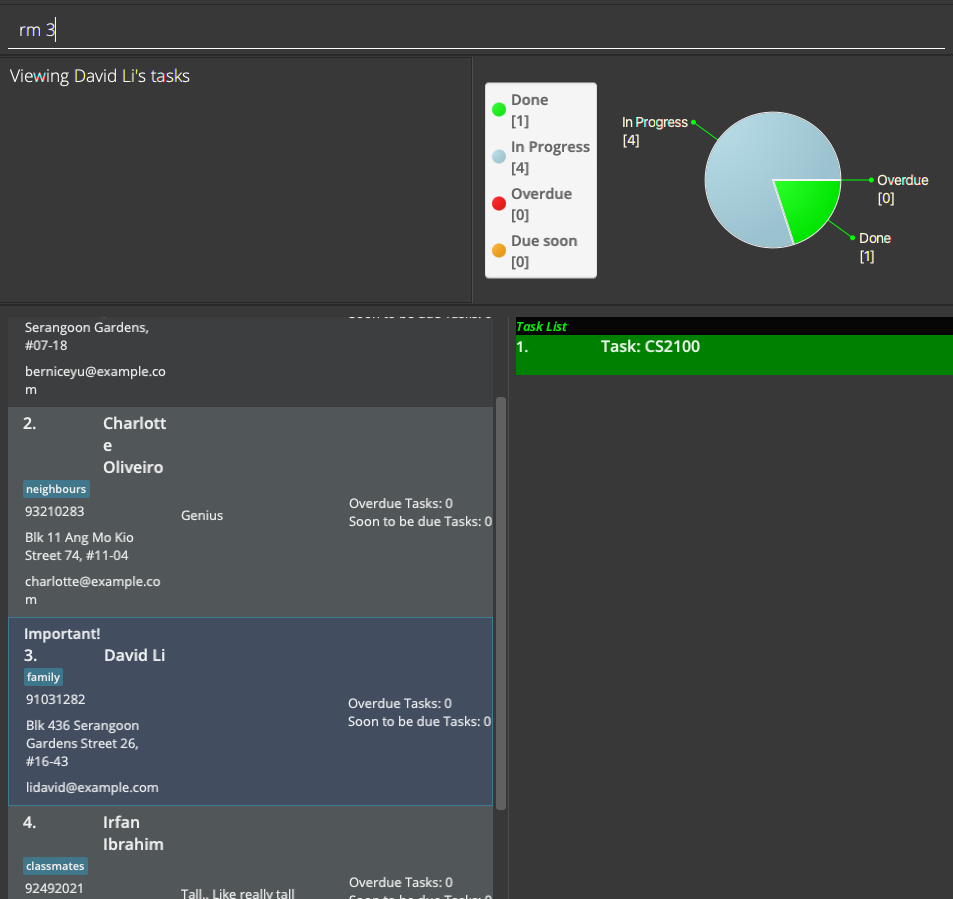 rm 3
Viewing David Li's tasks
Done
[1]
In Progress
[4]
Overdue
[0]
Due soon
[0]
In Progress
[4]
Overdue
[0]
Done
[1]
Serangoon Gardens,
#07-18
berniceyu@example.co
m
2. Charlott
e
Oliveiro
neighbours
93210283
Genius
Overdue Tasks: 0
Soon to be due Tasks: 0
Blk 11 Ang Mo Kio
Street 74, #11-04
charlotte@example.co
m
Important!
3. David Li
family
91031282
Overdue Tasks: 0
Soon to be due Tasks: 0
Blk 436 Serangoon
Gardens Street 26,
#16-43
lidavid@example.com
4. Irfan
Ibrahim
classmates
92492021
Tall.. Like really tall
Overdue Tasks: 0
Task List
1. Task: CS2100